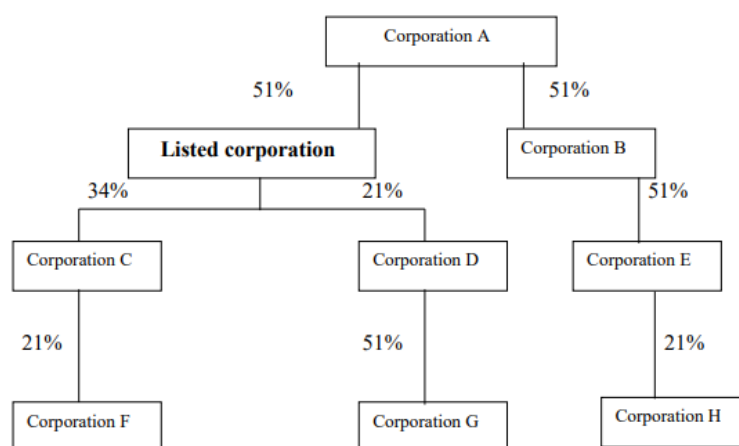 Corporation A
51%
51%
Listed corporation
Corporation B
34%
21%
51%
Corporation C
Corporation D
Corporation E
21%
51%
21%
Corporation F
Corporation G
Corporation H